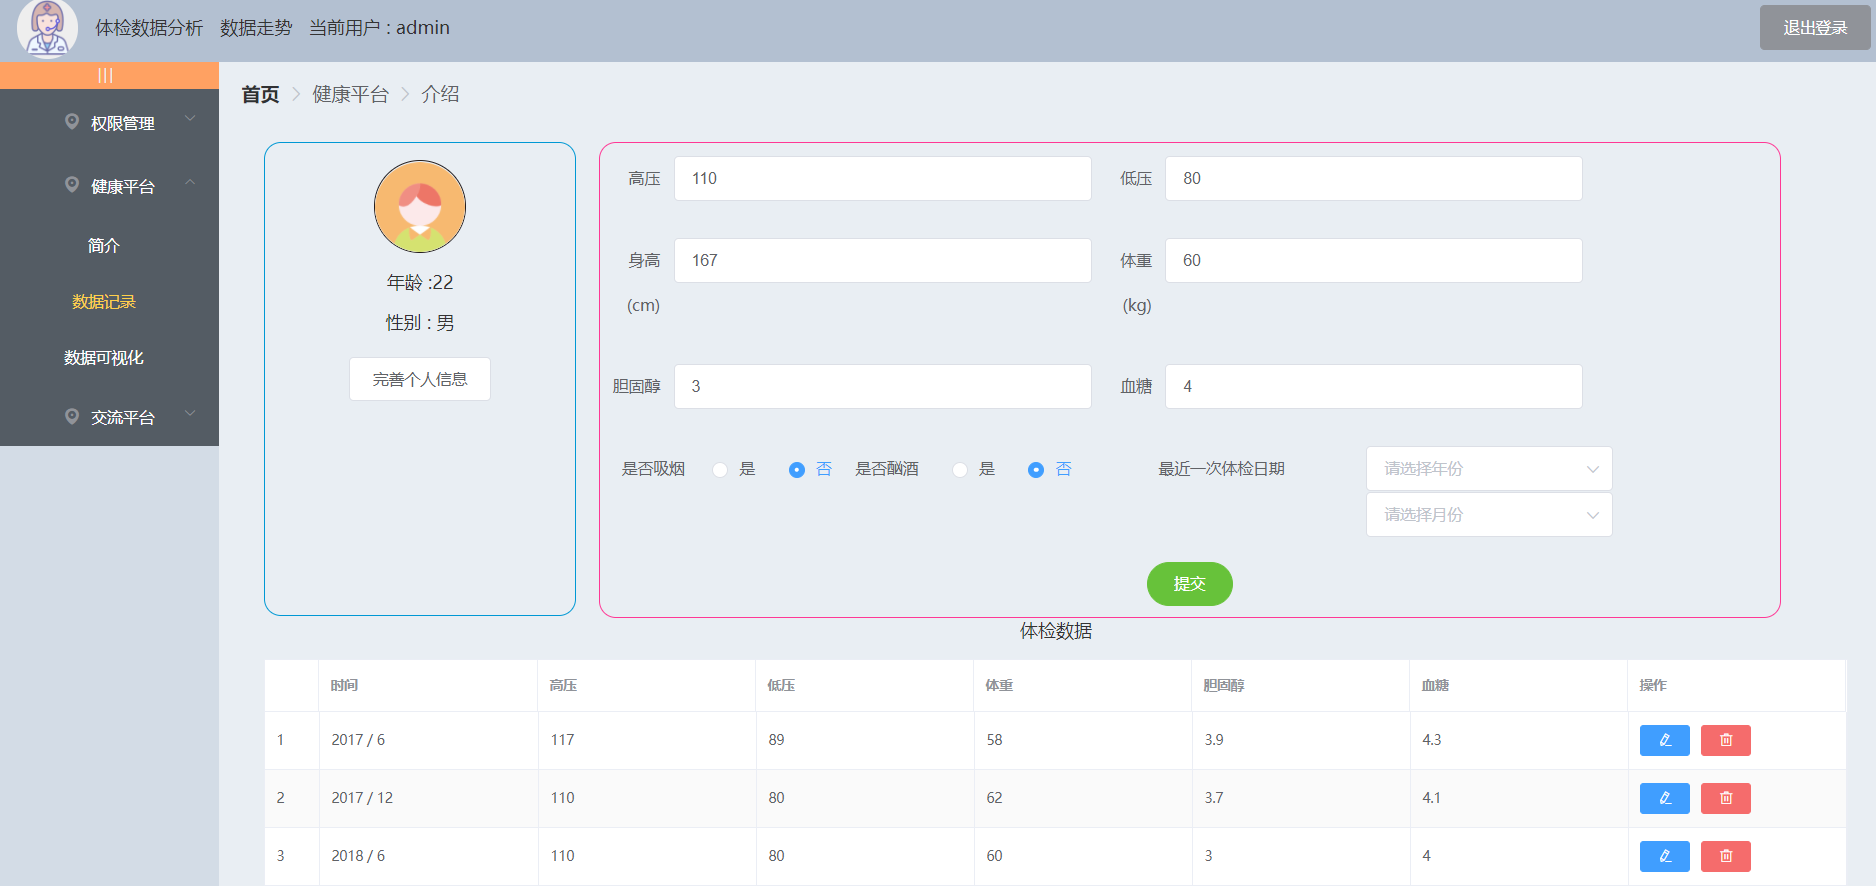 体检数据分析 数据走势 当前用户 : admin
退出登录
|||
权限管理
健康平台
简介
数据记录
数据可视化
交流平台
首页 健康平台 介绍
年龄 :22
性别 : 男
完善个人信息
高压 110 低压 80
身高 167 体重 60
(cm) (kg)
胆固醇 3 血糖 4
是否吸烟 是 否 是否酗酒 是 否 最近一次体检日期 请选择年份
请选择月份
提交
体检数据
时间 高压 低压 体重 胆固醇 血糖 操作
1 2017 / 6 117 89 58 3.9 4.3
2 2017 / 12 110 80 62 3.7 4.1
3 2018 / 6 110 80 60 3 4